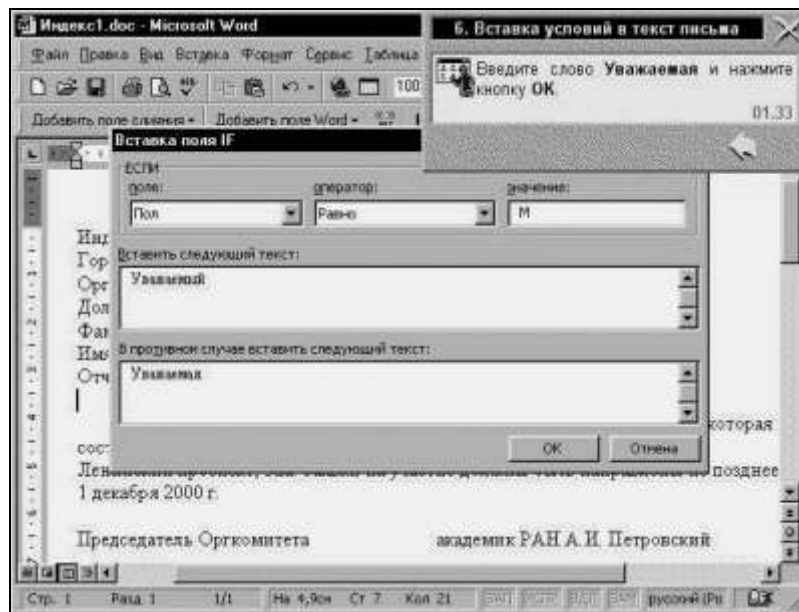 Индекс1.doc - Microsoft Word
Файл Правка Вид Вставка Формат Сервис Таблица
100
Добавить поле слияния Добавить поле Word
6. Вставка условий в текст письма
Введите слово Уважаемая и нажмите
кнопку OK.
01.33
Вставка поля IF
ЕСЛИ
поле: оператор: значение:
Пол Равно М
Вставить следующий текст:
Уважаемый
В противном случае вставить следующий текст:
Уважаемая
OK Отмена
Инд
Гор
Орг
Дол
Фам
Имя
Отч
которая
сос
позднее
1 декабря 2000 г.
Председатель Оргкомитета академик РАН А.И. Петровский
Стр. 1 Разд 1 1/1 На 4,9см Ст 7 Кол 21 русский (Ро